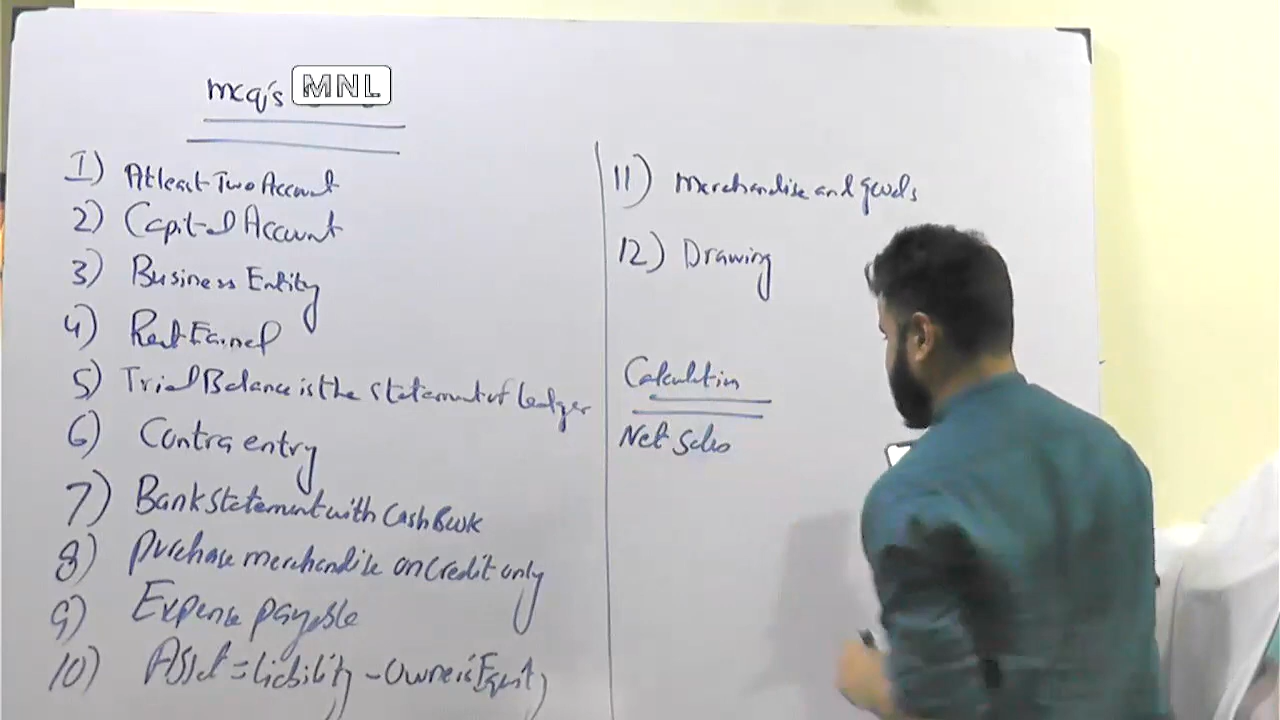 mcq's MNL
1) Atleast Two Account
2) Capital Account
3) Business Entity
4) Rent Earned
5) Trial Balance is the statement of ledger
6) Contra entry
7) Bank statement with Cash Book
8) purchase merchandise on credit only
9) Expense payable
10) Asset = liability - Owner's Equity
11) merchandise and goods
12) Drawing
Calculation
Net sales